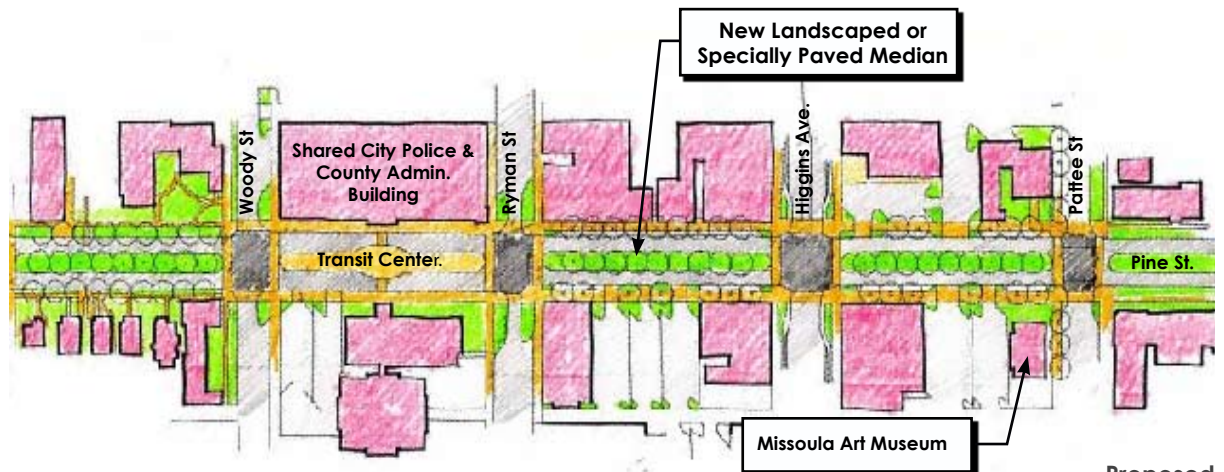 New Landscaped or
Specially Paved Median
Woody St
Shared City Police &
County Admin.
Building
Ryman St
Higgins Ave.
Pattee St
Transit Center.
Pine St.
Missoula Art Museum
Proposed